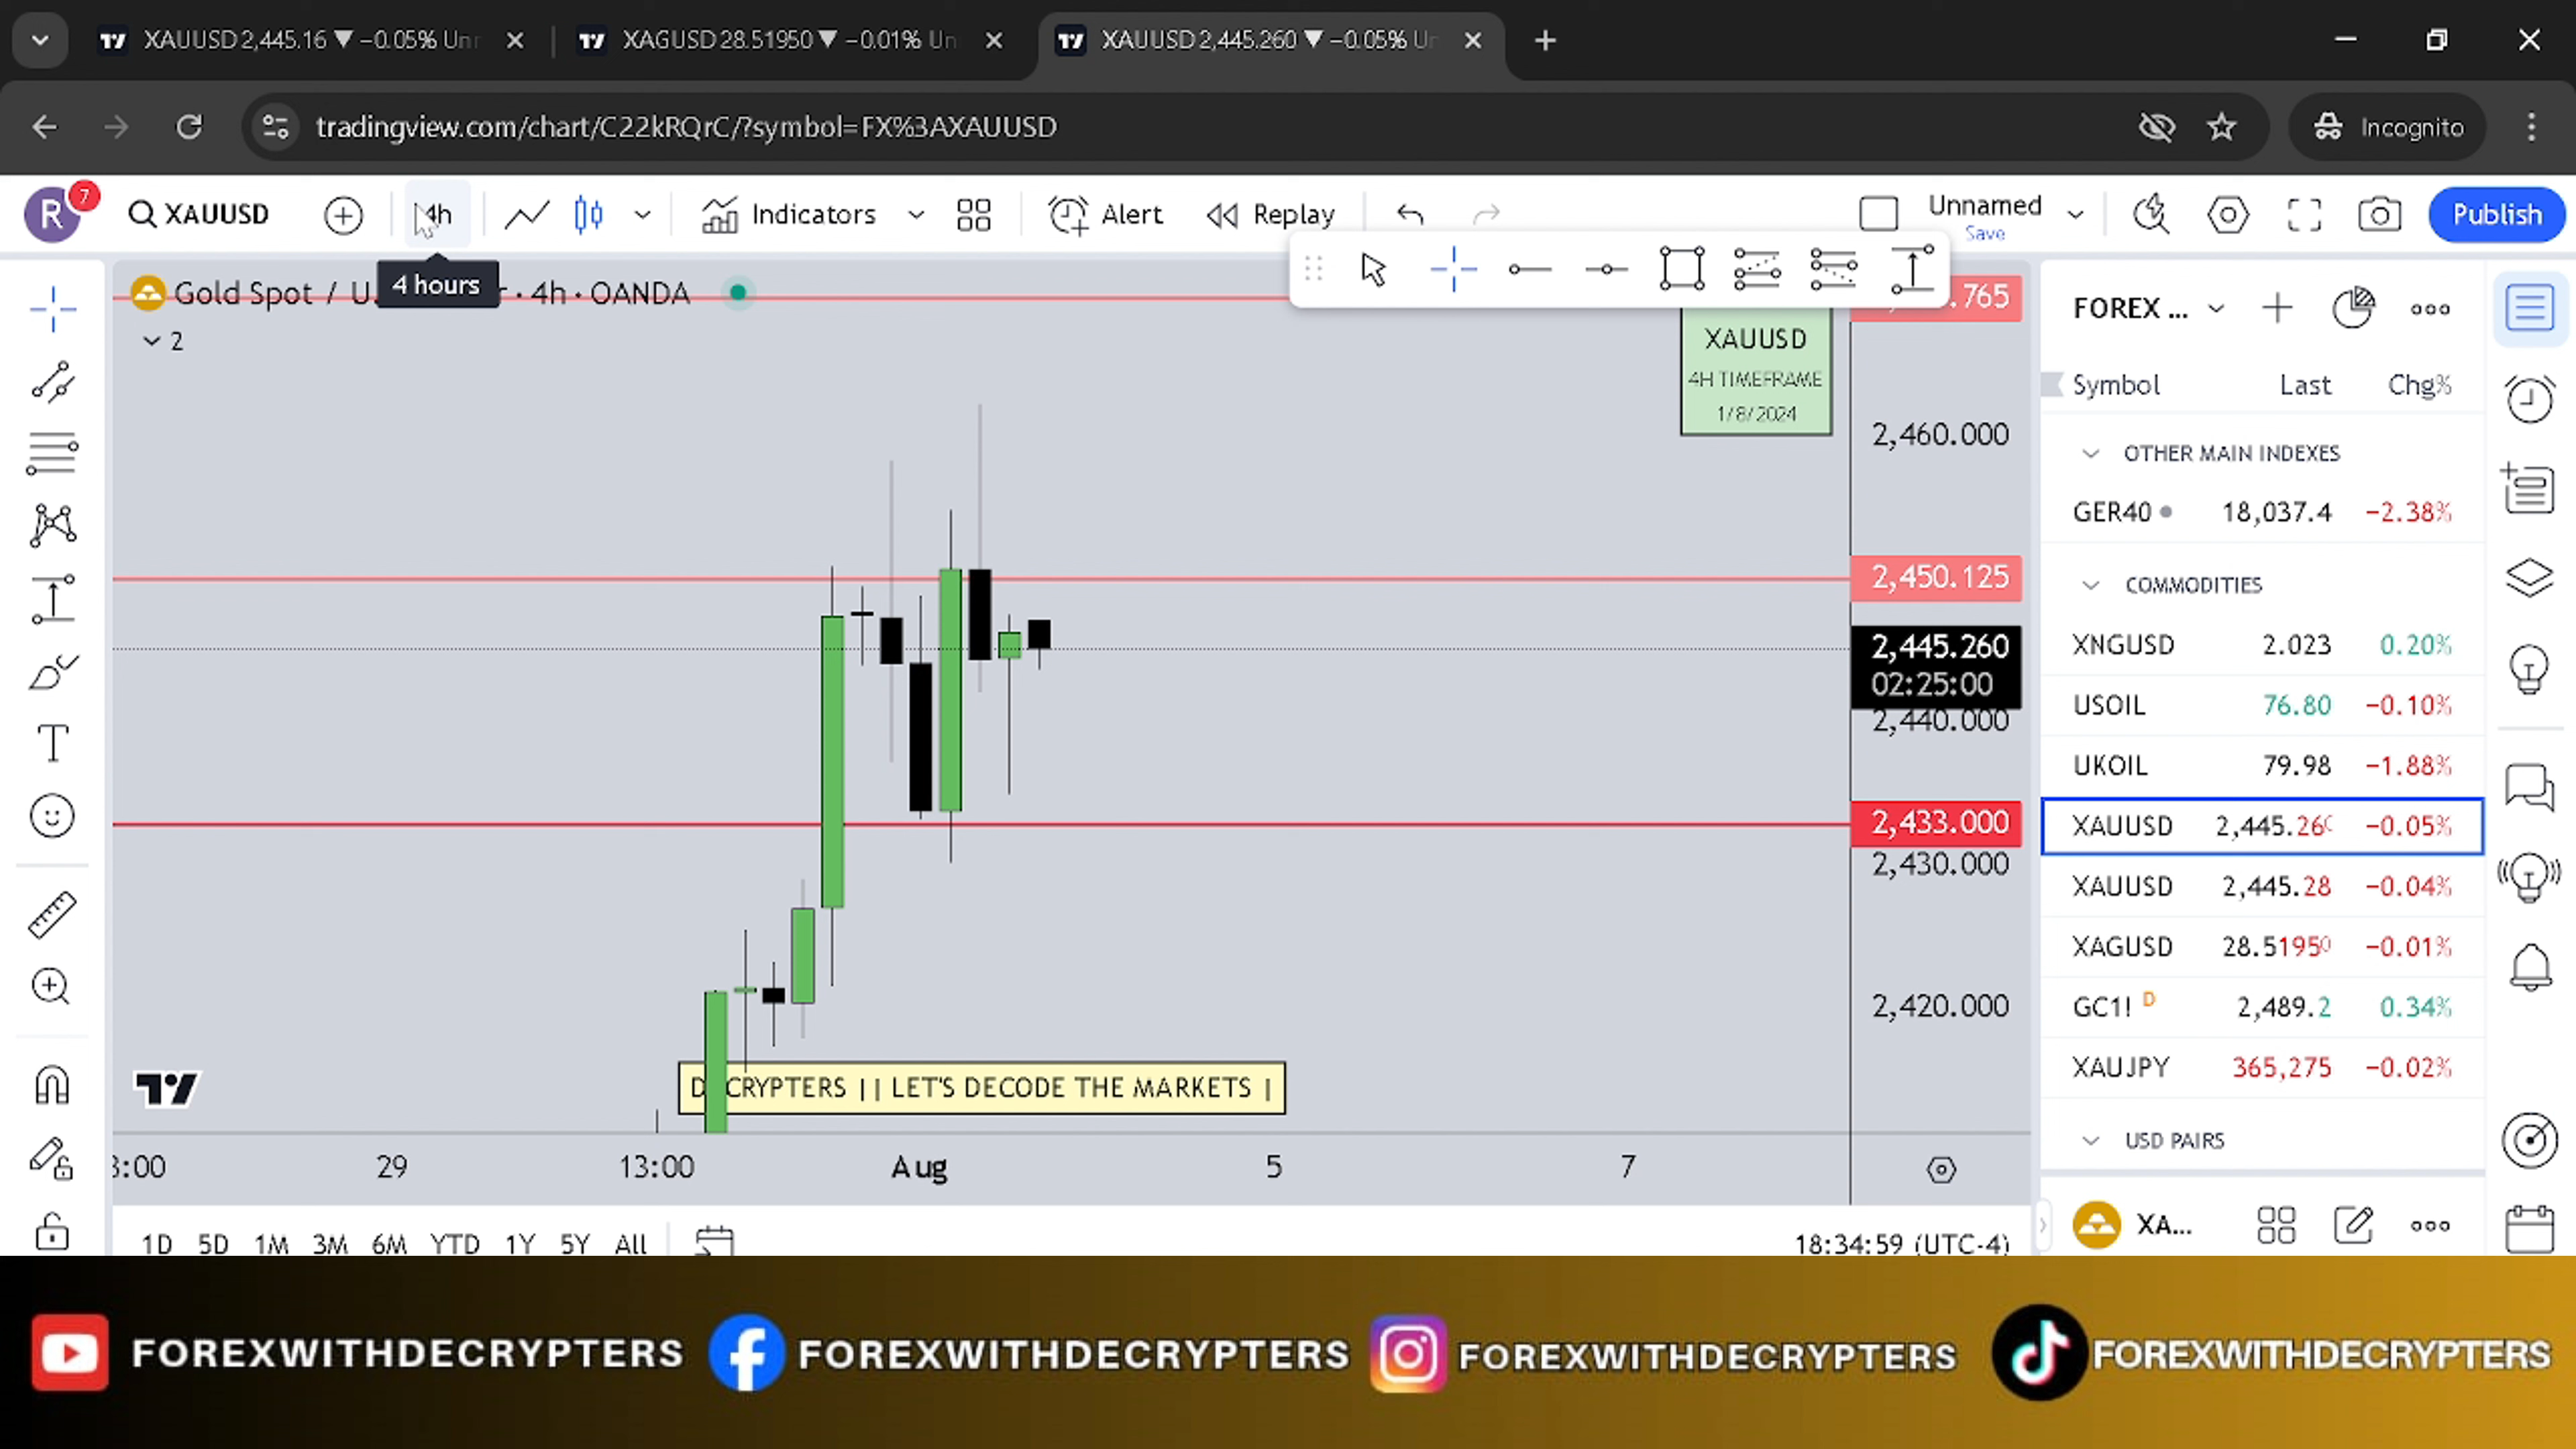 XAUUSD 2,445.16 ▼ −0.05% Un
XAGUSD 28.51950 ▼ −0.01% Un
XAUUSD 2,445.260 ▼ −0.05% U
tradingview.com/chart/C22kRQrC/?symbol=FX%3AXAUUSD
Incognito
R 7
XAUUSD
4h
Indicators
Alert
Replay
Unnamed
Save
Publish
4 hours
Gold Spot / U. r · 4h · OANDA
2
.765
XAUUSD
4H TIMEFRAME
1/8/2024
2,460.000
2,450.125
2,445.260
02:25:00
2,440.000
2,433.000
2,430.000
2,420.000
D CRYPTERS || LET'S DECODE THE MARKETS |
3:00 29 13:00 Aug 5 7
1D 5D 1M 3M 6M YTD 1Y 5Y All
18:34:59 (UTC-4)
FOREX ...
Symbol Last Chg%
OTHER MAIN INDEXES
GER40 18,037.4 −2.38%
COMMODITIES
XNGUSD 2.023 0.20%
USOIL 76.80 −0.10%
UKOIL 79.98 −1.88%
XAUUSD 2,445.260 −0.05%
XAUUSD 2,445.28 −0.04%
XAGUSD 28.51950 −0.01%
GC1! D 2,489.2 0.34%
XAUJPY 365,275 −0.02%
USD PAIRS
XA...
FOREXWITHDECRYPTERS
FOREXWITHDECRYPTERS
FOREXWITHDECRYPTERS
FOREXWITHDECRYPTERS